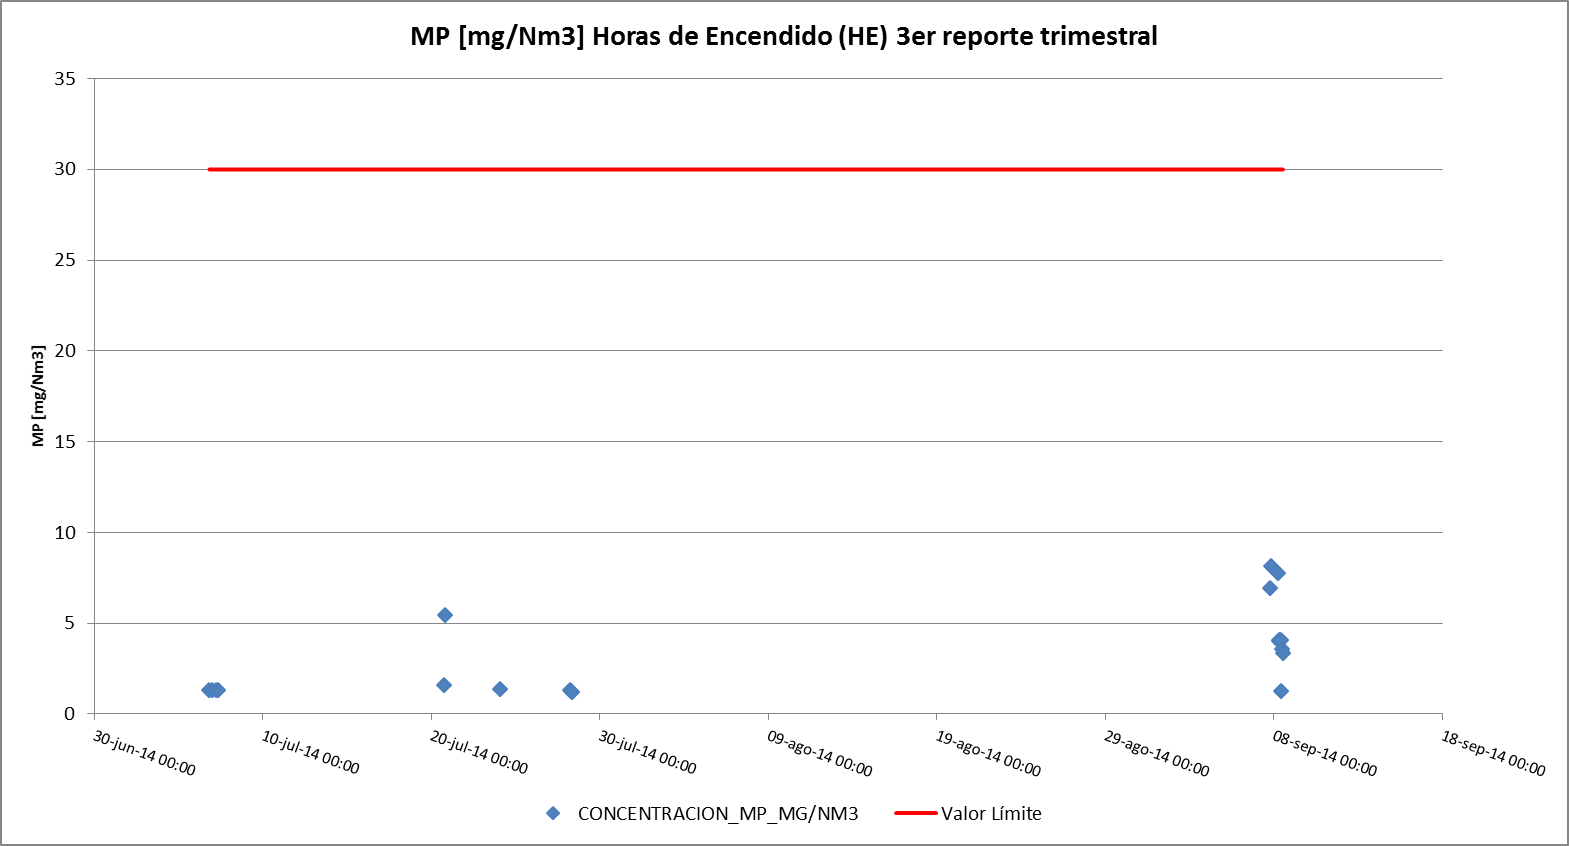 MP [mg/Nm3] Horas de Encendido (HE) 3er reporte trimestral
35
30
25
20
15
10
5
0
MP [mg/Nm3]
30-jun-14 00:00
10-jul-14 00:00
20-jul-14 00:00
30-jul-14 00:00
09-ago-14 00:00
19-ago-14 00:00
29-ago-14 00:00
08-sep-14 00:00
18-sep-14 00:00
CONCENTRACION_MP_MG/NM3
Valor Límite